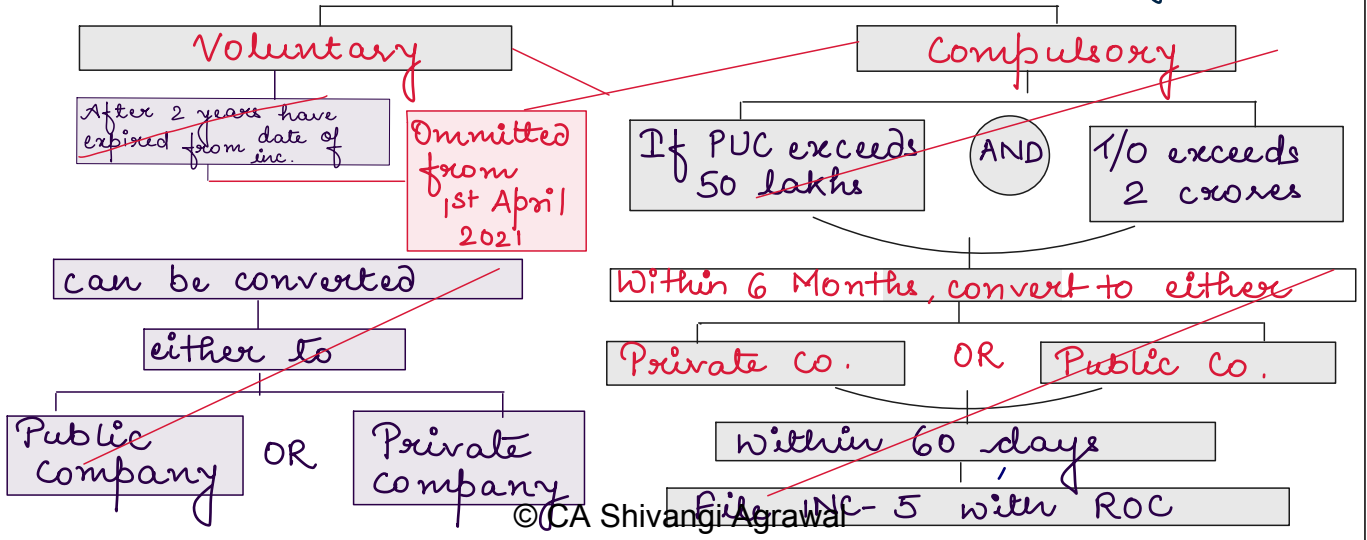 Voluntary
Compulsory
After 2 years have
expired from date of
inc.
Ommitted
from
1st April
2021
If PUC exceeds
50 lakhs
AND
T/O exceeds
2 crores
can be converted
either to
Public
company
OR
Private
company
Within 6 Months, convert to either
Private Co.
OR
Public Co.
within 60 days
File INC-5 with ROC
© CA Shivangi Agrawal